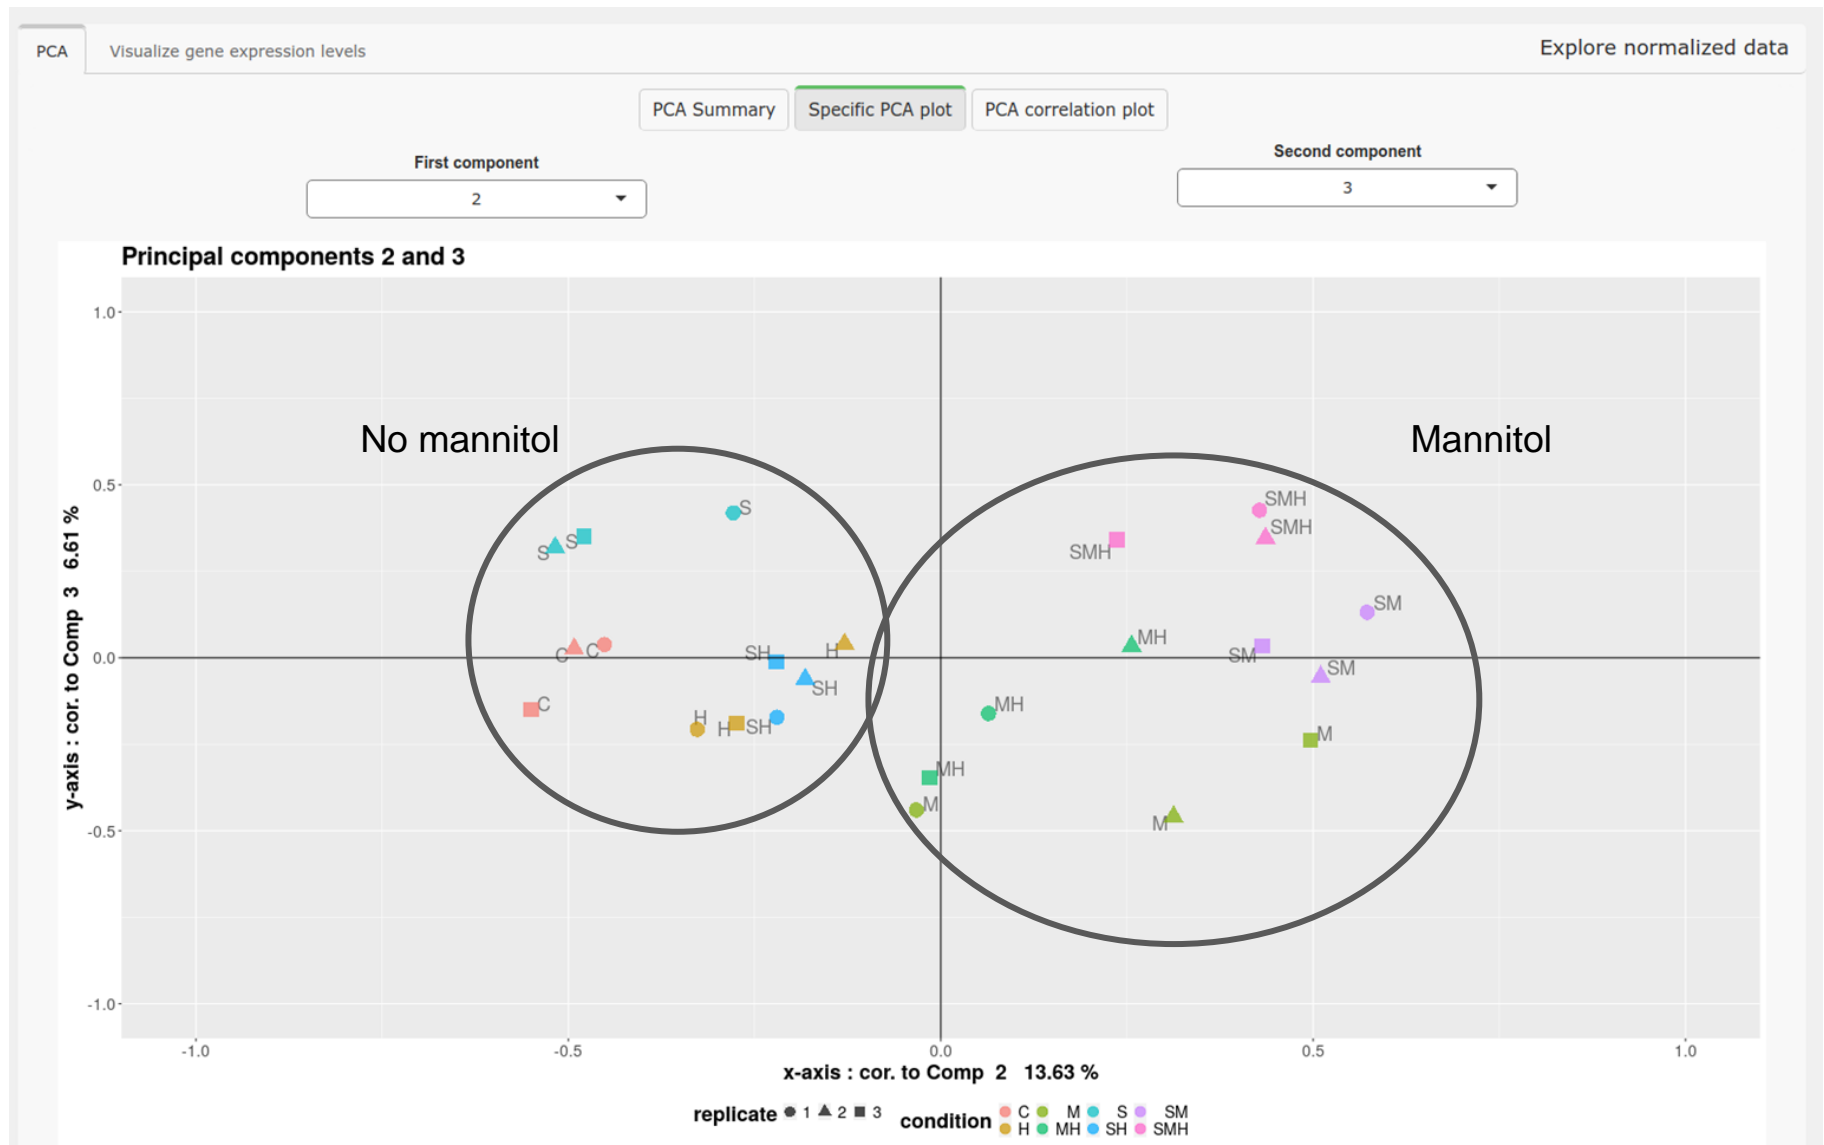 PCA Visualize gene expression levels Explore normalized data
PCA Summary Specific PCA plot PCA correlation plot
First component Second component
2 3
Principal components 2 and 3
No mannitol Mannitol
1.0
0.5
0.0
-0.5
-1.0
y-axis : cor. to Comp 3 6.61 %
S
S
S
C
C
C
SH
SH
SH
H
H
H
SMH
SMH
SMH
SM
SM
SM
MH
MH
MH
M
M
M
-1.0 -0.5 0.0 0.5 1.0
x-axis : cor. to Comp 2 13.63 %
replicate 1 2 3 condition C M S SM
H MH SH SMH